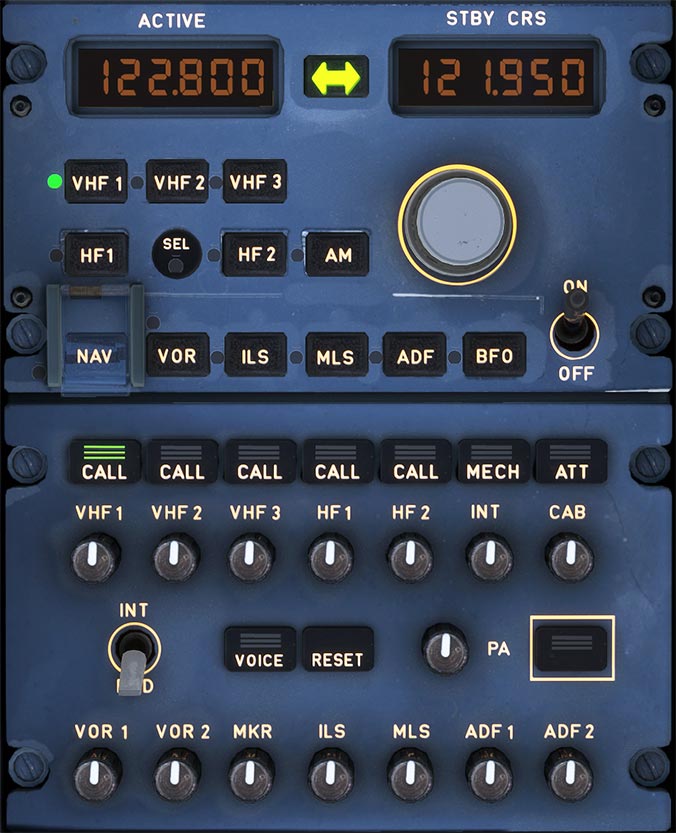 ACTIVE STBY CRS
122.800 121.950
VHF 1 VHF 2 VHF 3
HF1 SEL HF 2 AM
ON
NAV VOR ILS MLS ADF BFO
OFF
CALL CALL CALL CALL CALL MECH ATT
VHF1 VHF 2 VHF 3 HF1 HF 2 INT CAB
INT
VOICE RESET PA
VOR 1 VOR 2 MKR ILS MLS ADF 1 ADF 2